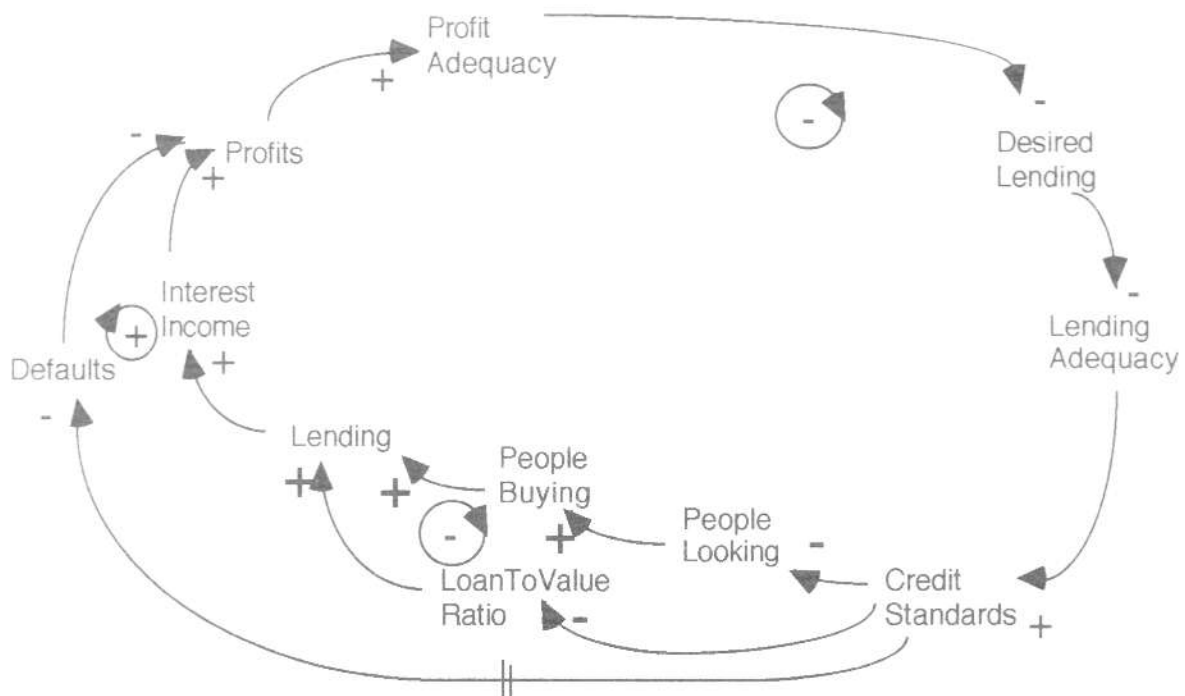 Profit
Adequacy
+
-
-
-
Profits
+
Desired
Lending
-
Interest
Income
+
+
Defaults
-
Lending
Adequacy
Lending
+
+
People
Buying
-
+
People
Looking
-
LoanToValue
Ratio
-
Credit
Standards
+